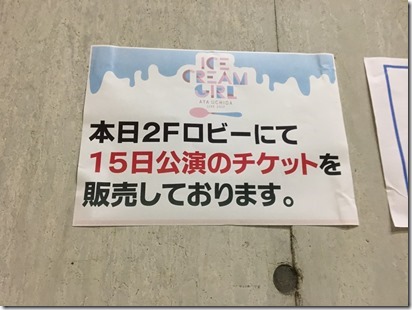 ICE
CREAM
GIRL
AYA UCHIDA
本日2Fロビーにて
15日公演のチケットを
販売しております。